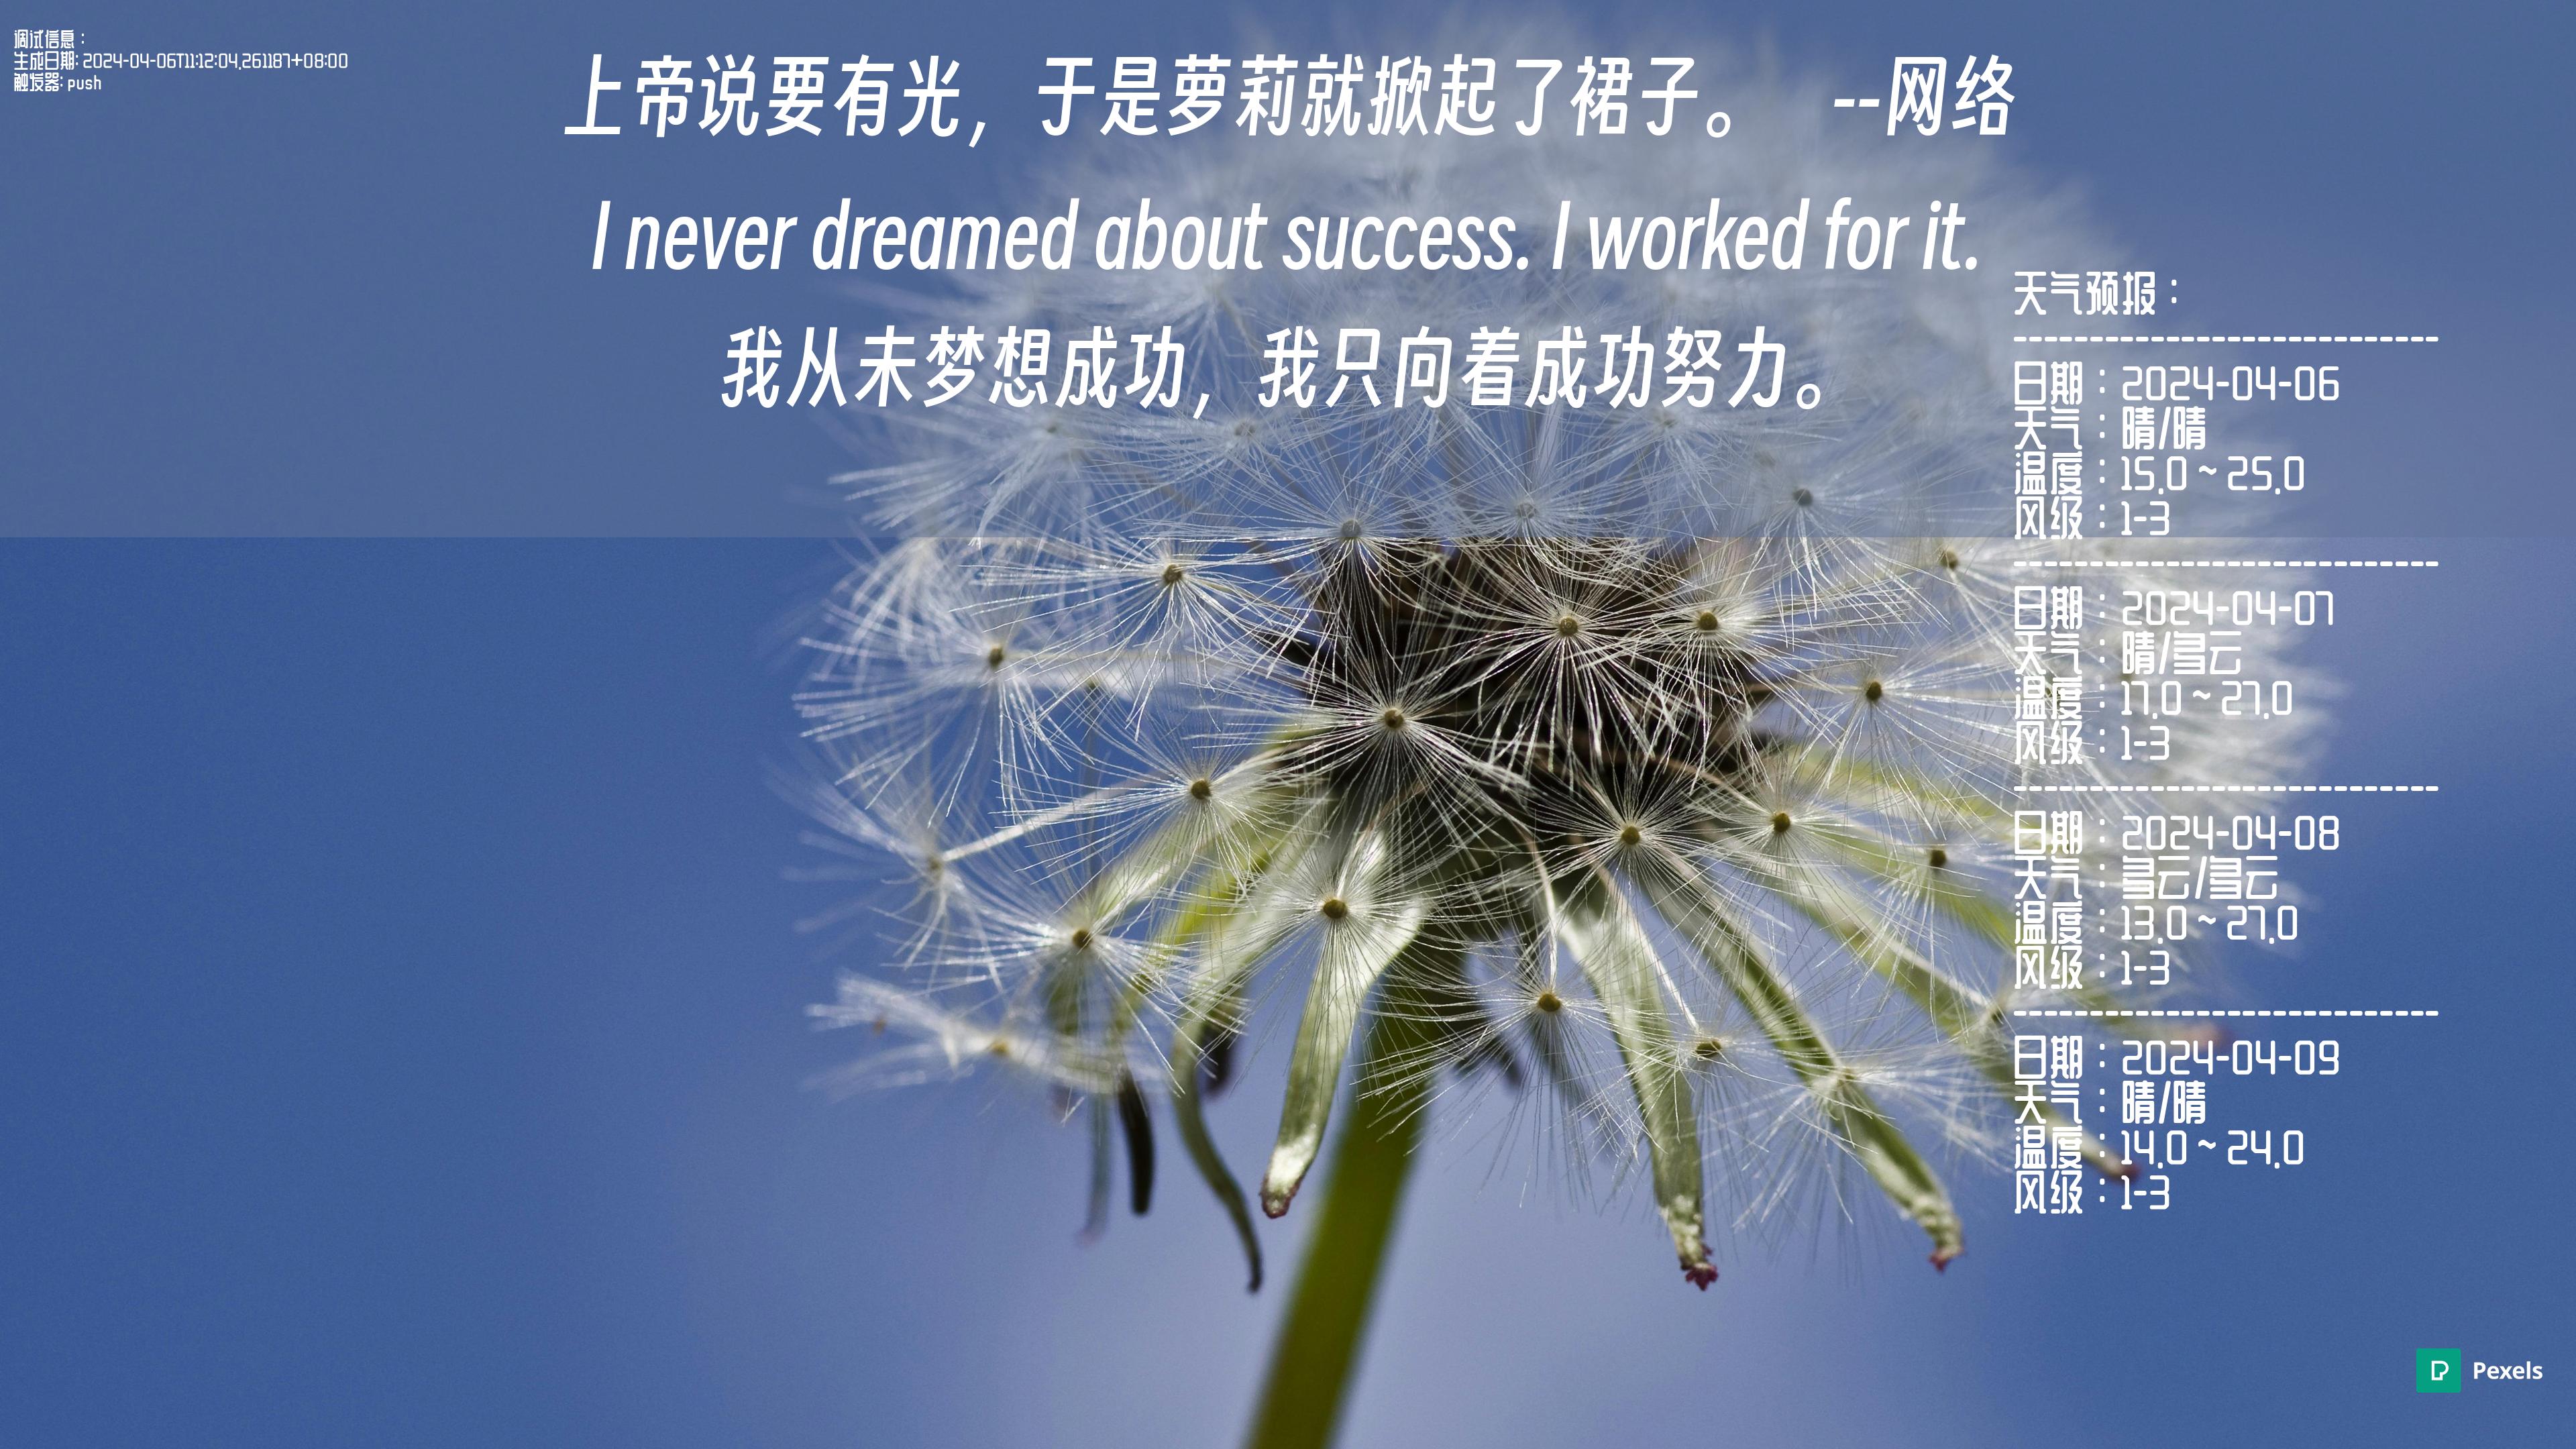 调试信息：
生成日期: 2024-04-06T11:12:04.261187+08:00
触发器: push
上帝说要有光，于是萝莉就掀起了裙子。 --网络
I never dreamed about success. I worked for it.
我从未梦想成功，我只向着成功努力。
天气预报：
----------------------------
日期：2024-04-06
天气：晴/晴
温度：15.0 ~ 25.0
风级：1-3
----------------------------
日期：2024-04-07
天气：晴/多云
温度：17.0 ~ 27.0
风级：1-3
----------------------------
日期：2024-04-08
天气：多云/多云
温度：13.0 ~ 27.0
风级：1-3
----------------------------
日期：2024-04-09
天气：晴/晴
温度：14.0 ~ 24.0
风级：1-3
Pexels